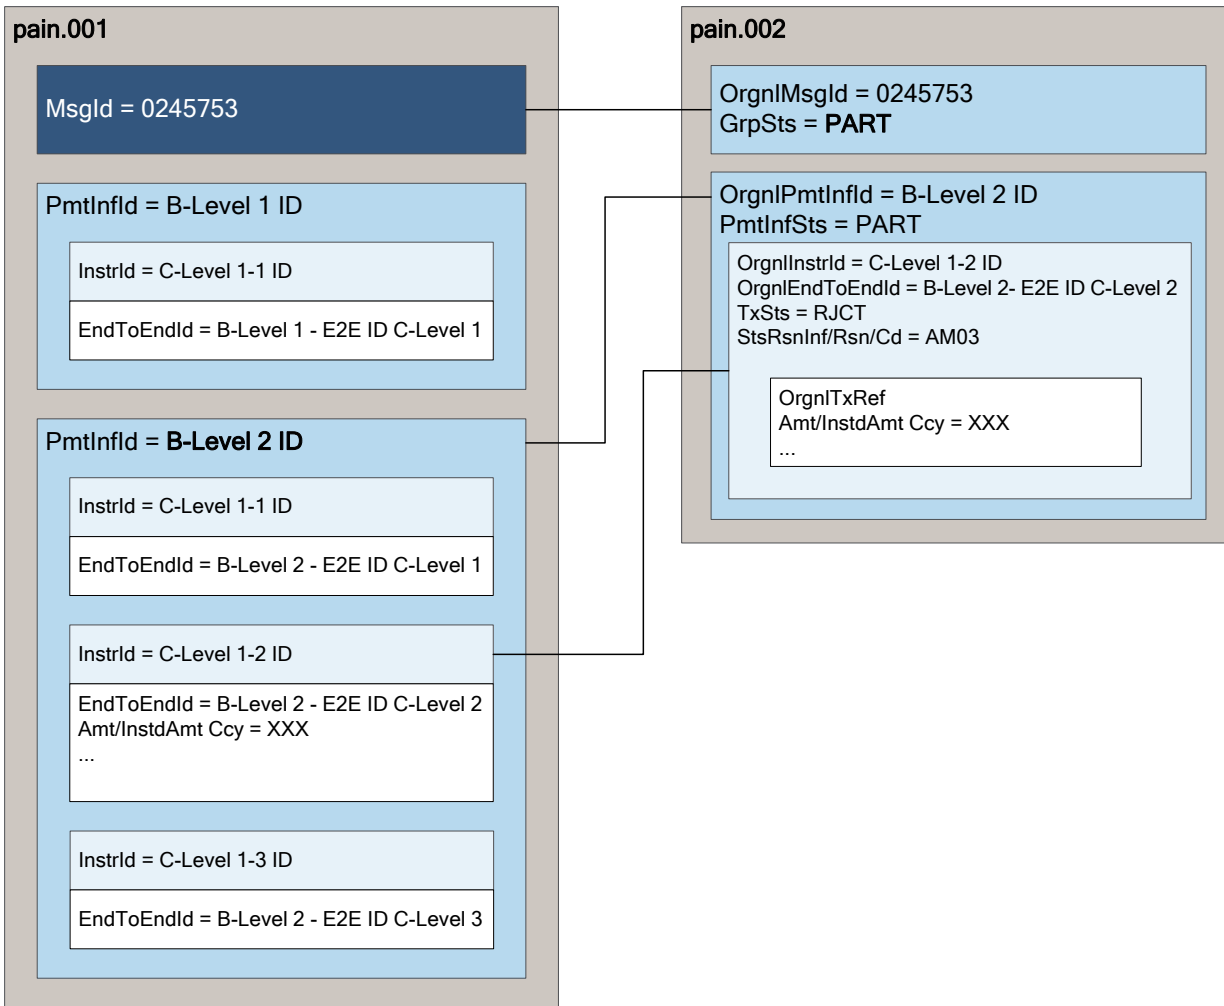 pain.001
MsgId = 0245753
PmtInfId = B-Level 1 ID
InstrId = C-Level 1-1 ID
EndToEndId = B-Level 1 - E2E ID C-Level 1
PmtInfId = B-Level 2 ID
InstrId = C-Level 1-1 ID
EndToEndId = B-Level 2 - E2E ID C-Level 1
InstrId = C-Level 1-2 ID
EndToEndId = B-Level 2 - E2E ID C-Level 2
Amt/InstdAmt Ccy = XXX
...
InstrId = C-Level 1-3 ID
EndToEndId = B-Level 2 - E2E ID C-Level 3
pain.002
OrgnlMsgId = 0245753
GrpSts = PART
OrgnlPmtInfId = B-Level 2 ID
PmtInfSts = PART
OrgnlInstrId = C-Level 1-2 ID
OrgnlEndToEndId = B-Level 2- E2E ID C-Level 2
TxSts = RJCT
StsRsnInf/Rsn/Cd = AM03
OrgnlTxRef
Amt/InstdAmt Ccy = XXX
...